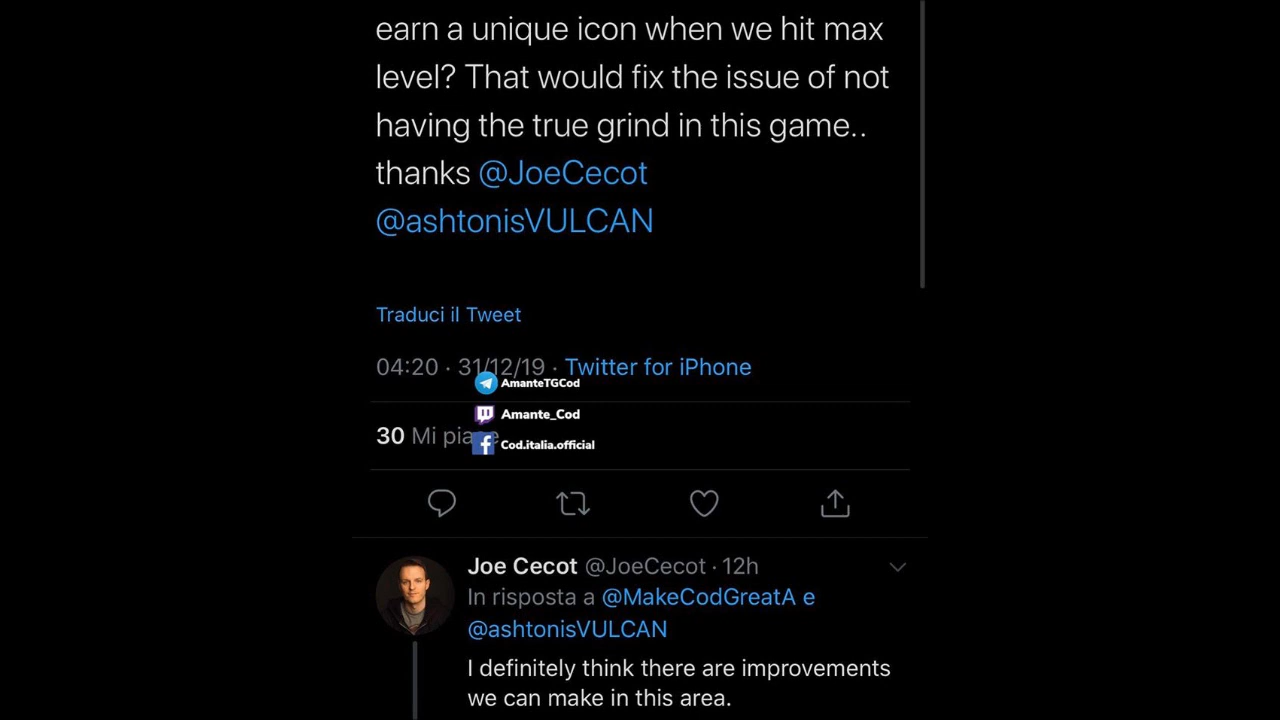 earn a unique icon when we hit max
level? That would fix the issue of not
having the true grind in this game..
thanks @JoeCecot
@ashtonisVULCAN
Traduci il Tweet
04:20 · 31/12/19 · Twitter for iPhone
AmanteTGCod
Amante_Cod
30 Mi piace
Cod.italia.official
Joe Cecot @JoeCecot · 12h
In risposta a @MakeCodGreatA e
@ashtonisVULCAN
I definitely think there are improvements
we can make in this area.